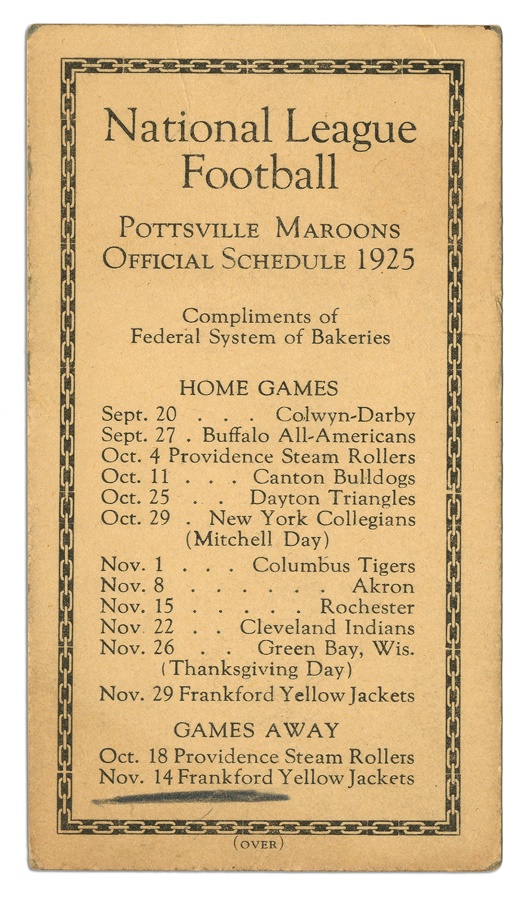 National League
Football
POTTSVILLE MAROONS
OFFICIAL SCHEDULE 1925
Compliments of
Federal System of Bakeries
HOME GAMES
Sept. 20 . . . Colwyn-Darby
Sept. 27 . Buffalo All-Americans
Oct. 4 Providence Steam Rollers
Oct. 11 . . . Canton Bulldogs
Oct. 25 . . Dayton Triangles
Oct. 29 . New York Collegians
(Mitchell Day)
Nov. 1 . . . Columbus Tigers
Nov. 8 . . . . . . Akron
Nov. 15 . . . . . Rochester
Nov. 22 . . Cleveland Indians
Nov. 26 . . Green Bay, Wis.
(Thanksgiving Day)
Nov. 29 Frankford Yellow Jackets
GAMES AWAY
Oct. 18 Providence Steam Rollers
Nov. 14 Frankford Yellow Jackets
(OVER)